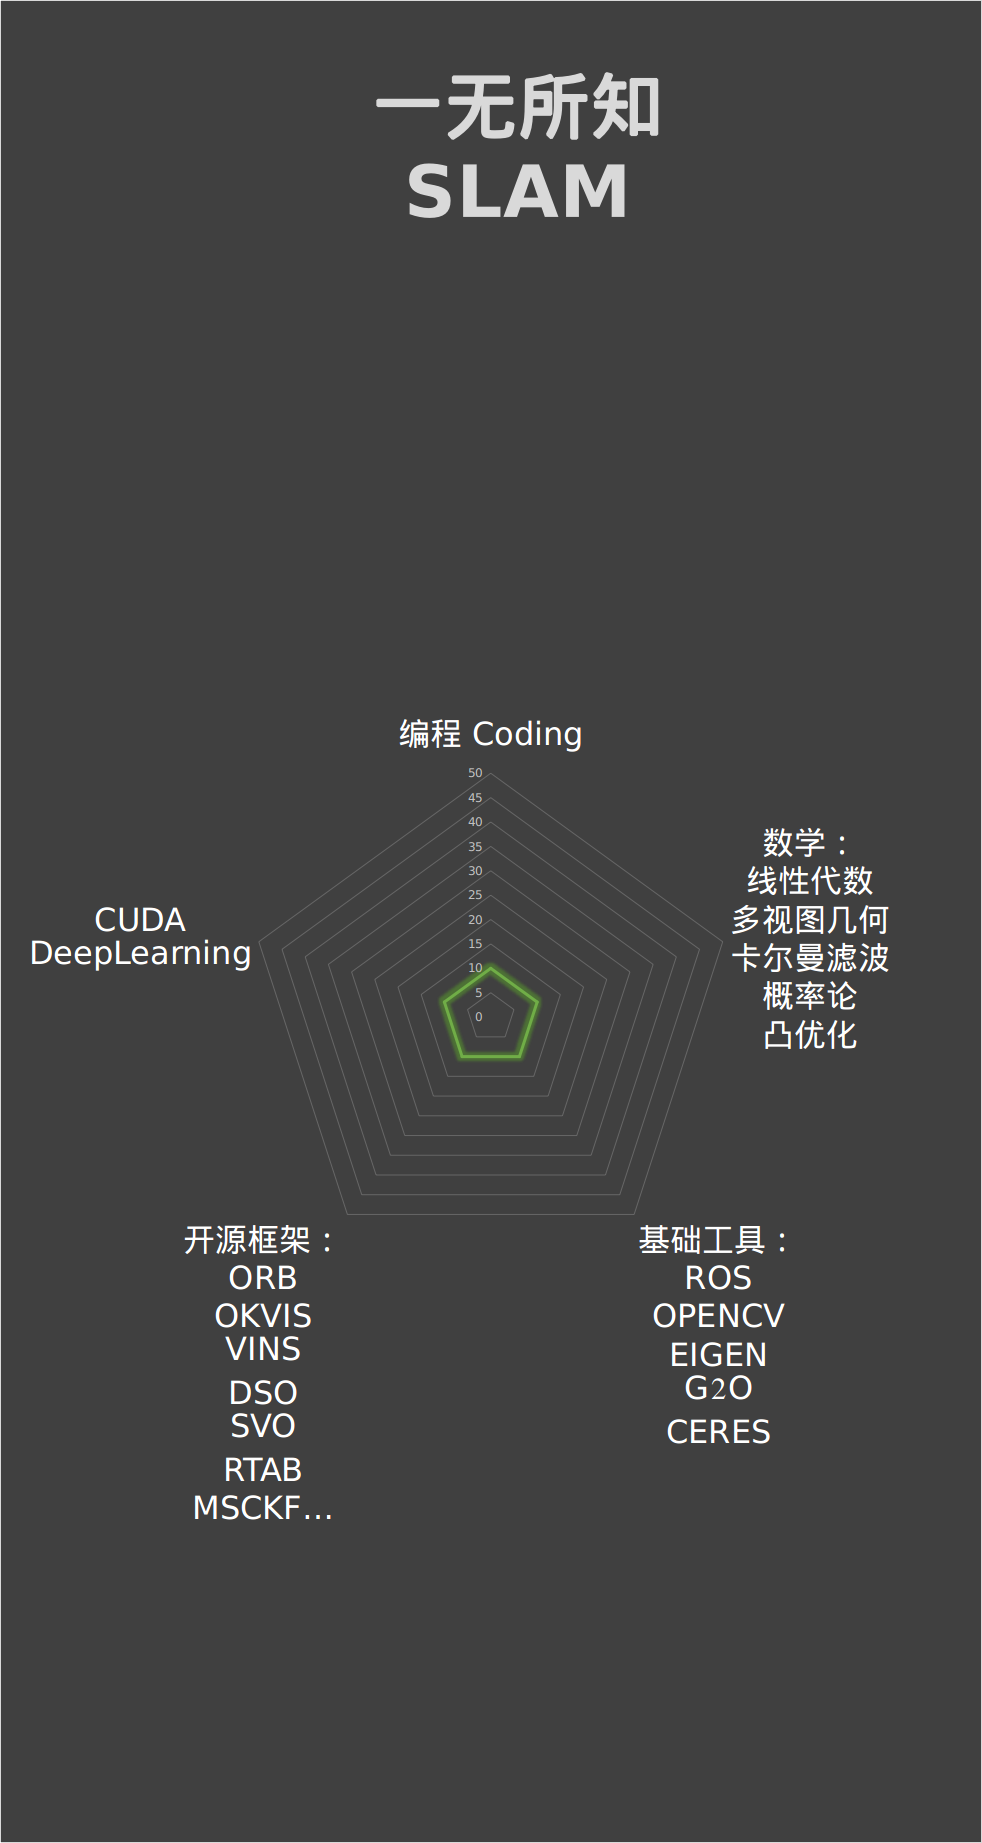 一无所知
SLAM
编程 Coding
50
45
40
35
30
25
20
15
10
5
0
数学：
线性代数
多视图几何
卡尔曼滤波
概率论
凸优化
CUDA
DeepLearning
开源框架：
ORB
OKVIS
VINS
DSO
SVO
RTAB
MSCKF…
基础工具：
ROS
OPENCV
EIGEN
G2O
CERES